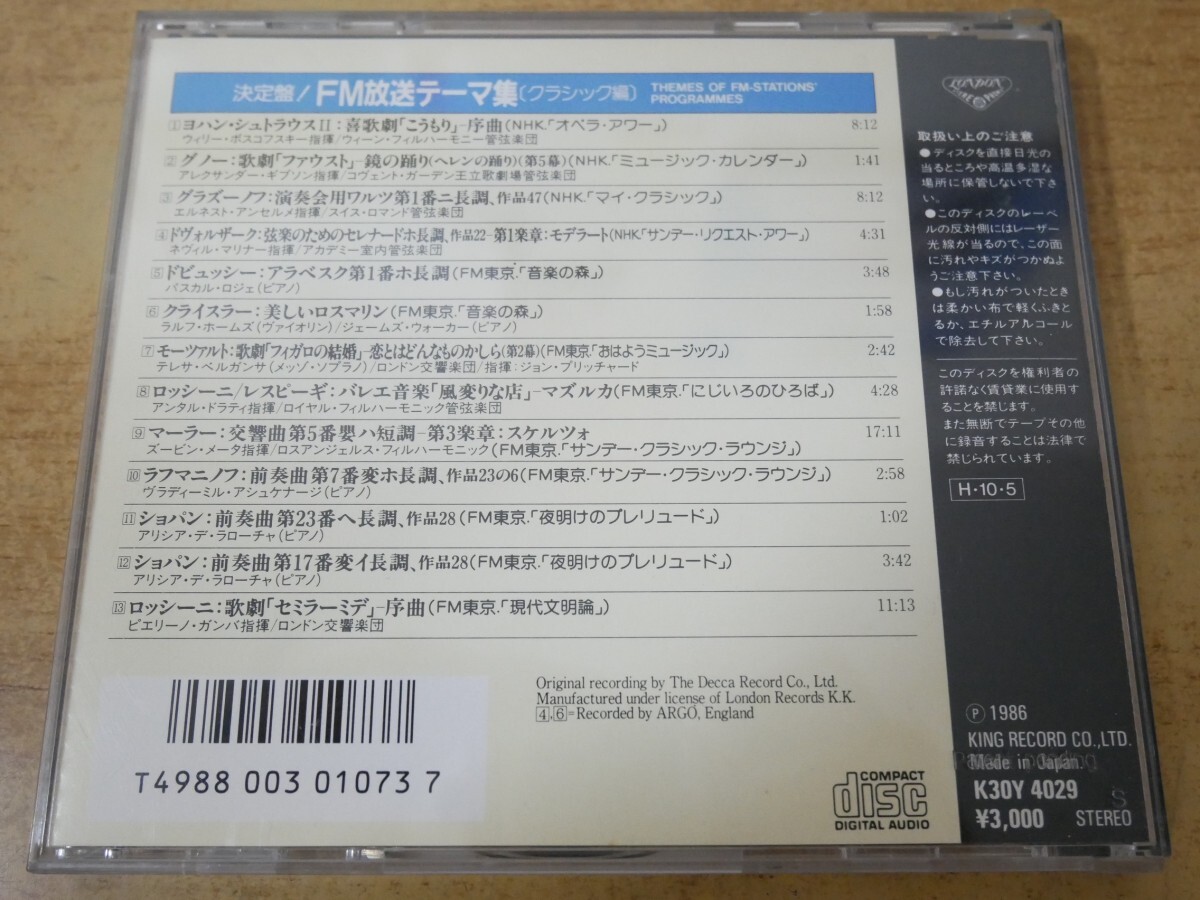 決定盤/FM放送テーマ集〔クラシック編〕 THEMES OF FM-STATIONS' PROGRAMMES
1 ヨハン・シュトラウスII：喜歌劇「こうもり」–序曲(NHK.「オペラ・アワー」) 8:12
ウィリー・ボスコフスキー指揮/ウィーン・フィルハーモニー管弦楽団
2 グノー：歌劇「ファウスト」–鏡の踊り(ヘレンの踊り)(第5幕)(NHK.「ミュージック・カレンダー」) 1:41
アレクサンダー・ギブソン指揮/コヴェント・ガーデン王立歌劇場管弦楽団
3 グラズーノフ：演奏会用ワルツ第1番ニ長調、作品47(NHK.「マイ・クラシック」) 8:12
エルネスト・アンセルメ指揮/スイス・ロマンド管弦楽団
4 ドヴォルザーク：弦楽のためのセレナードホ長調、作品22–第1楽章：モデラート(NHK.「サンデー・リクエスト・アワー」) 4:31
ネヴィル・マリナー指揮/アカデミー室内管弦楽団
5 ドビュッシー：アラベスク第1番ホ長調(FM東京.「音楽の森」) 3:48
パスカル・ロジェ(ピアノ)
6 クライスラー：美しいロスマリン(FM東京.「音楽の森」) 1:58
ラルフ・ホームズ(ヴァイオリン)/ジェームズ・ウォーカー(ピアノ)
7 モーツァルト：歌劇「フィガロの結婚」–恋とはどんなものかしら(第2幕)(FM東京.「おはようミュージック」) 2:42
テレサ・ベルガンサ(メッゾ・ソプラノ)/ロンドン交響楽団/指揮：ジョン・プリッチャード
8 ロッシーニ/レスピーギ：バレエ音楽「風変りな店」–マズルカ(FM東京.「にじいろのひろば」) 4:28
アンタル・ドラティ指揮/ロイヤル・フィルハーモニック管弦楽団
9 マーラー：交響曲第5番嬰ハ短調–第3楽章：スケルツォ 17:11
ズービン・メータ指揮/ロスアンジェルス・フィルハーモニック(FM東京.「サンデー・クラシック・ラウンジ」)
10 ラフマニノフ：前奏曲第7番変ホ長調、作品23の6(FM東京.「サンデー・クラシック・ラウンジ」) 2:58
ヴラディーミル・アシュケナージ(ピアノ)
11 ショパン：前奏曲第23番ヘ長調、作品28(FM東京.「夜明けのプレリュード」) 1:02
アリシア・デ・ラローチャ(ピアノ)
12 ショパン：前奏曲第17番変イ長調、作品28(FM東京.「夜明けのプレリュード」) 3:42
アリシア・デ・ラローチャ(ピアノ)
13 ロッシーニ：歌劇「セミラーミデ」–序曲(FM東京.「現代文明論」) 11:13
ピエリーノ・ガンバ指揮/ロンドン交響楽団
Original recording by The Decca Record Co., Ltd.
Manufactured under license of London Records K.K.
4,6=Recorded by ARGO, England
T4988 003 01073 7
COMPACT
disc
DIGITAL AUDIO
LONDON
取扱い上のご注意
●ディスクを直接日光の
当るところや高温多湿な
場所に保管しないで下さ
い。
●このディスクのレーベ
ルの反対側にはレーザー
光線が当るので、この面
に汚れやキズがつかぬよ
うご注意下さい。
●もし汚れがついたとき
は柔かい布で軽くふきと
るか、エチルアルコール
で除去して下さい。
このディスクを権利者の
許諾なく賃貸業に使用す
ることを禁じます。
また無断でテープその他
に録音することは法律で
禁じられています。
H・10・5
Ⓟ 1986
KING RECORD CO.,LTD.
Made in Japan.
K30Y 4029
¥3,000 STEREO